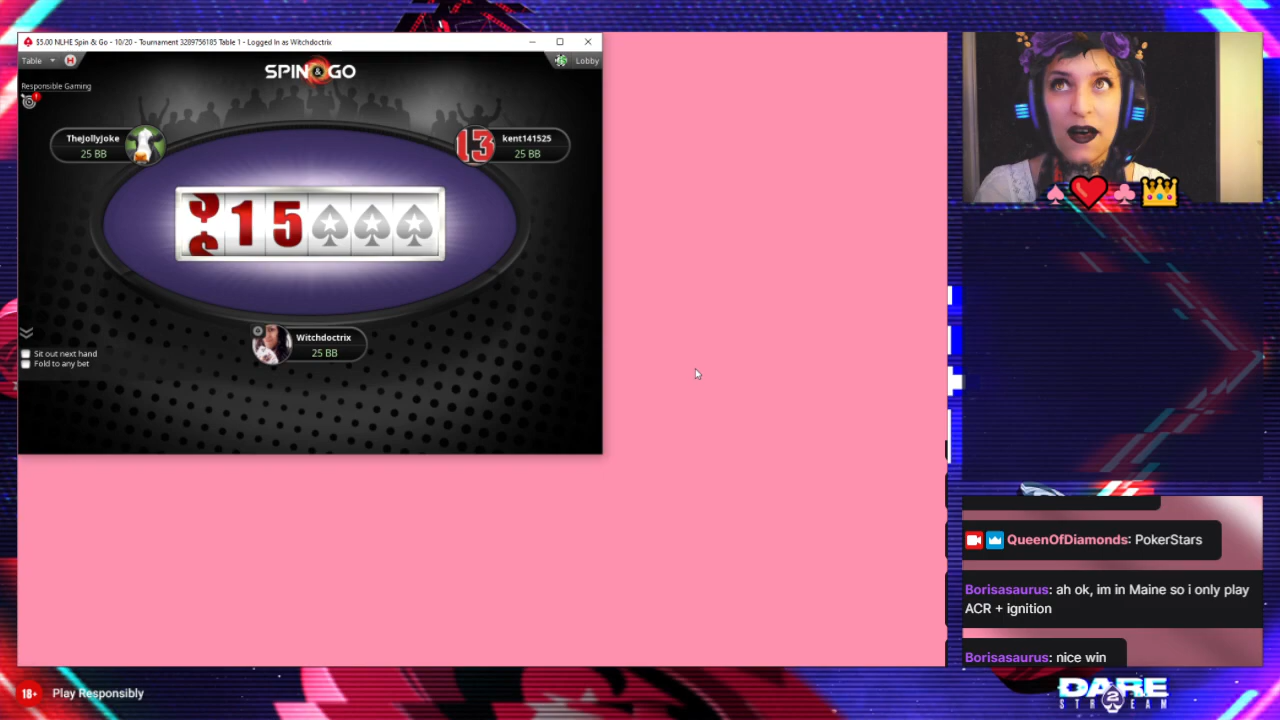 $5.00 NLHE Spin & Go - 10/20 - Tournament 3289756185 Table 1 - Logged In as Witchdoctrix
Table
H
Lobby
SPIN&GO
Responsible Gaming
TheJollyJoke
25 BB
13
kent141525
25 BB
$ 15
Witchdoctrix
25 BB
Sit out next hand
Fold to any bet
QueenOfDiamonds: PokerStars
Borisasaurus: ah ok, im in Maine so i only play
ACR + ignition
Borisasaurus: nice win
18+ Play Responsibly
DARE
2
STREAM